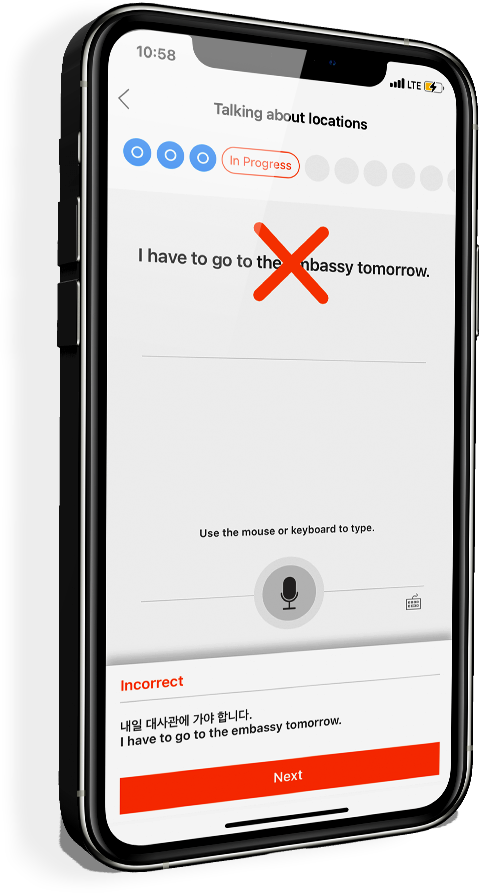 10:58
LTE
Talking about locations
In Progress
I have to go to the embassy tomorrow.
Use the mouse or keyboard to type.
Incorrect
내일 대사관에 가야 합니다.
I have to go to the embassy tomorrow.
Next